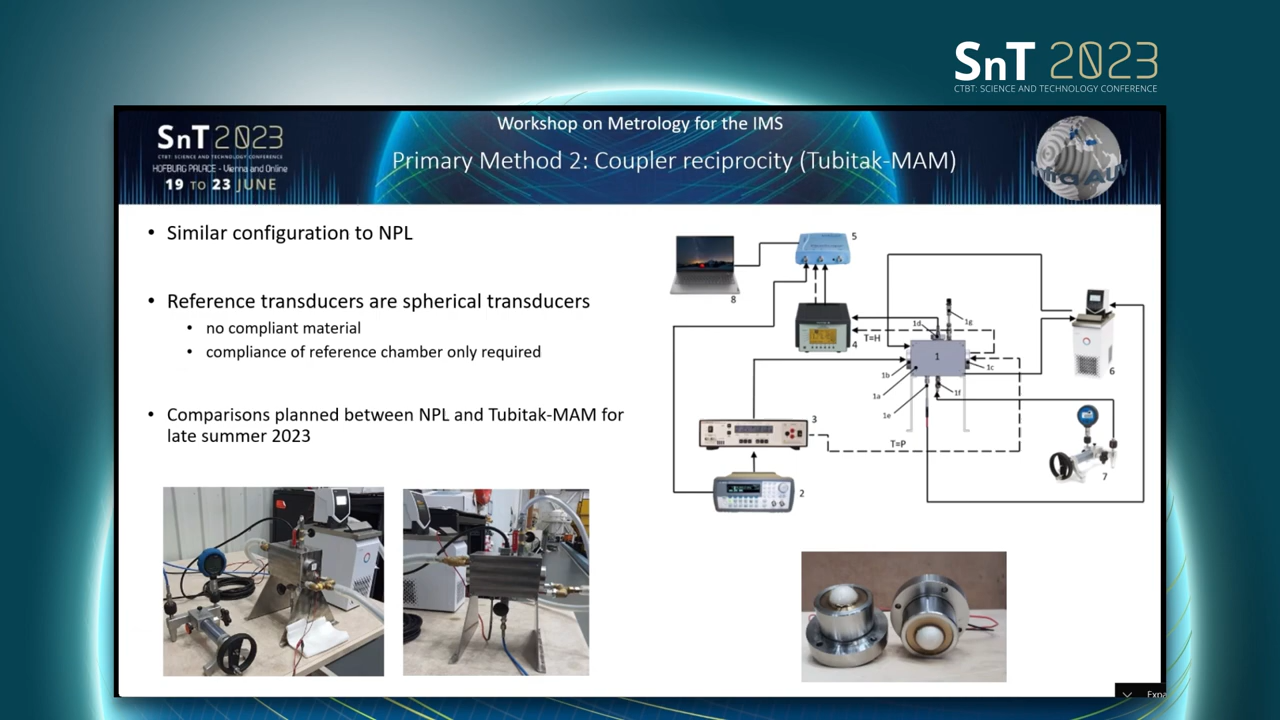 SnT 2023
CTBT: SCIENCE AND TECHNOLOGY CONFERENCE
SnT 2023
CTBT: SCIENCE AND TECHNOLOGY CONFERENCE
HOFBURG PALACE - Vienna and Online
19 TO 23 JUNE
Workshop on Metrology for the IMS
Primary Method 2: Coupler reciprocity (Tubitak-MAM)
Infra AUV
• Similar configuration to NPL
• Reference transducers are spherical transducers
• no compliant material
• compliance of reference chamber only required
• Comparisons planned between NPL and Tubitak-MAM for
late summer 2023
5
8
4
T=H
1d
1g
1
1b
1c
1a
1f
1e
6
3
T=P
2
7
Expa